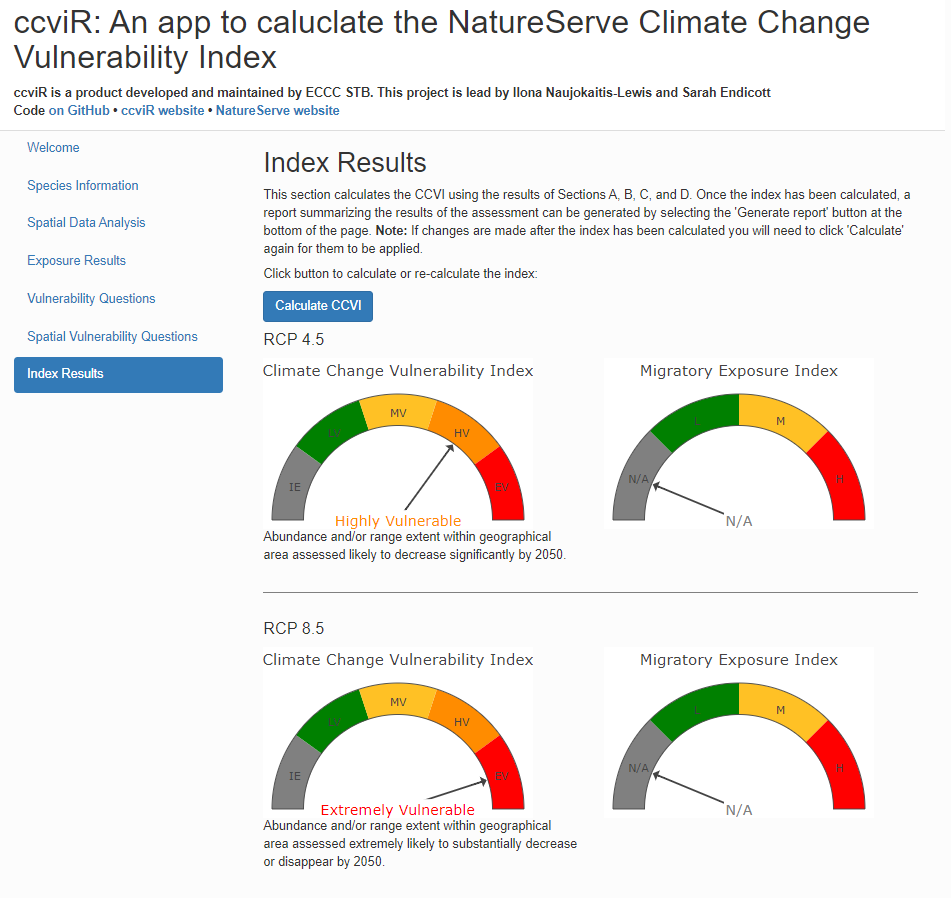 ccviR: An app to caluclate the NatureServe Climate Change
Vulnerability Index
ccviR is a product developed and maintained by ECCC STB. This project is lead by Ilona Naujokaitis-Lewis and Sarah Endicott
Code on GitHub • ccviR website • NatureServe website
Welcome
Species Information
Spatial Data Analysis
Exposure Results
Vulnerability Questions
Spatial Vulnerability Questions
Index Results
Index Results
This section calculates the CCVI using the results of Sections A, B, C, and D. Once the index has been calculated, a
report summarizing the results of the assessment can be generated by selecting the 'Generate report' button at the
bottom of the page. Note: If changes are made after the index has been calculated you will need to click 'Calculate'
again for them to be applied.
Click button to calculate or re-calculate the index:
Calculate CCVI
RCP 4.5
Climate Change Vulnerability Index
IE
LV
MV
HV
EV
Highly Vulnerable
Abundance and/or range extent within geographical
area assessed likely to decrease significantly by 2050.
Migratory Exposure Index
N/A
L
M
H
N/A
RCP 8.5
Climate Change Vulnerability Index
IE
LV
MV
HV
EV
Extremely Vulnerable
Abundance and/or range extent within geographical
area assessed extremely likely to substantially decrease
or disappear by 2050.
Migratory Exposure Index
N/A
L
M
H
N/A